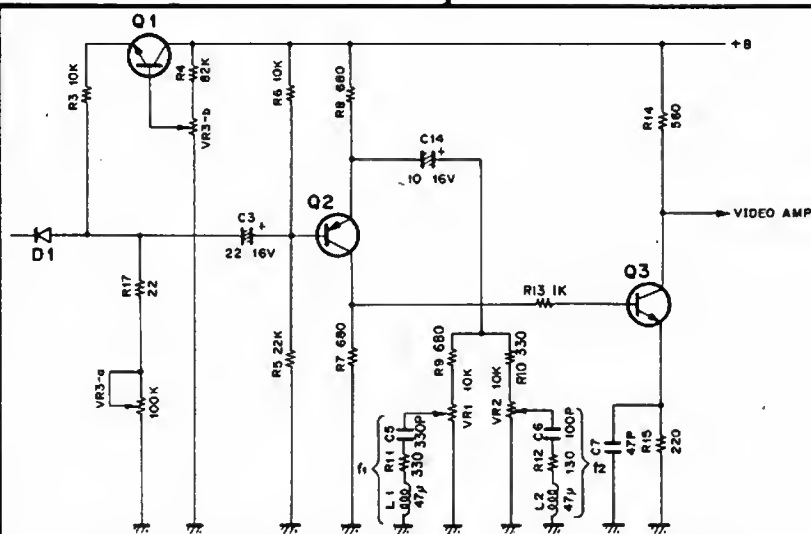 Q1
+B
R3 10K
R4 82K
VR3-b
R6 10K
R8 680
R14 560
C14
10 16V
Q2
C3
22 16V
VIDEO AMP
D1
Q3
R17
22
R13 1K
R5 22K
R7 680
R9 680
R10 330
VR3-a
100K
VR1 10K
VR2 10K
C5 330P
R11 330
L1 47μ
f1
C6 100P
R12 130
L2 47μ
f2
C7 47P
R15 220